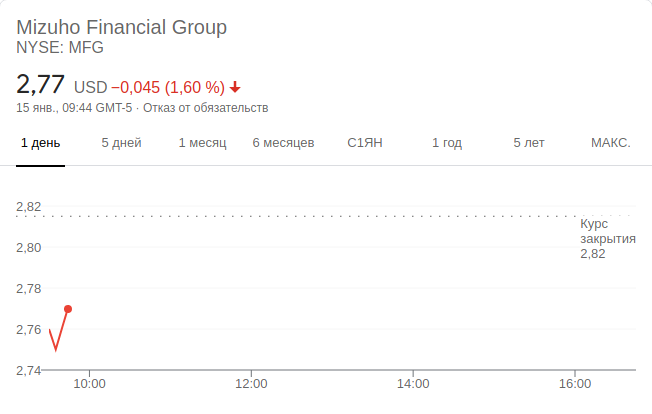 Mizuho Financial Group
NYSE: MFG
2,77 USD −0,045 (1,60 %)
15 янв., 09:44 GMT-5 · Отказ от обязательств
1 день 5 дней 1 месяц 6 месяцев С1ЯН 1 год 5 лет МАКС.
2,82
Курс
закрытия
2,82
2,80
2,78
2,76
2,74
10:00 12:00 14:00 16:00